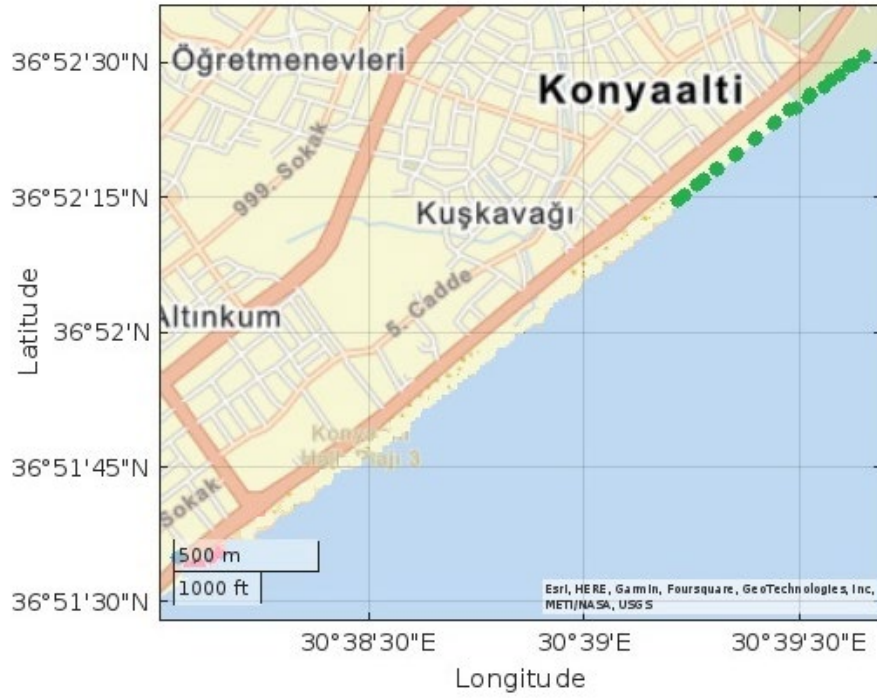 36°52'30"N
Öğretmenevleri
Konyaalti
999. Sokak
36°52'15"N
Kuşkavağı
Altınkum
5. Cadde
36°52'N
Latitude
36°51'45"N
Sokak
500 m
1000 ft
36°51'30"N
Esri, HERE, Garmin, Foursquare, GeoTechnologies, Inc,
METI/NASA, USGS
30°38'30"E
30°39'E
30°39'30"E
Longitude